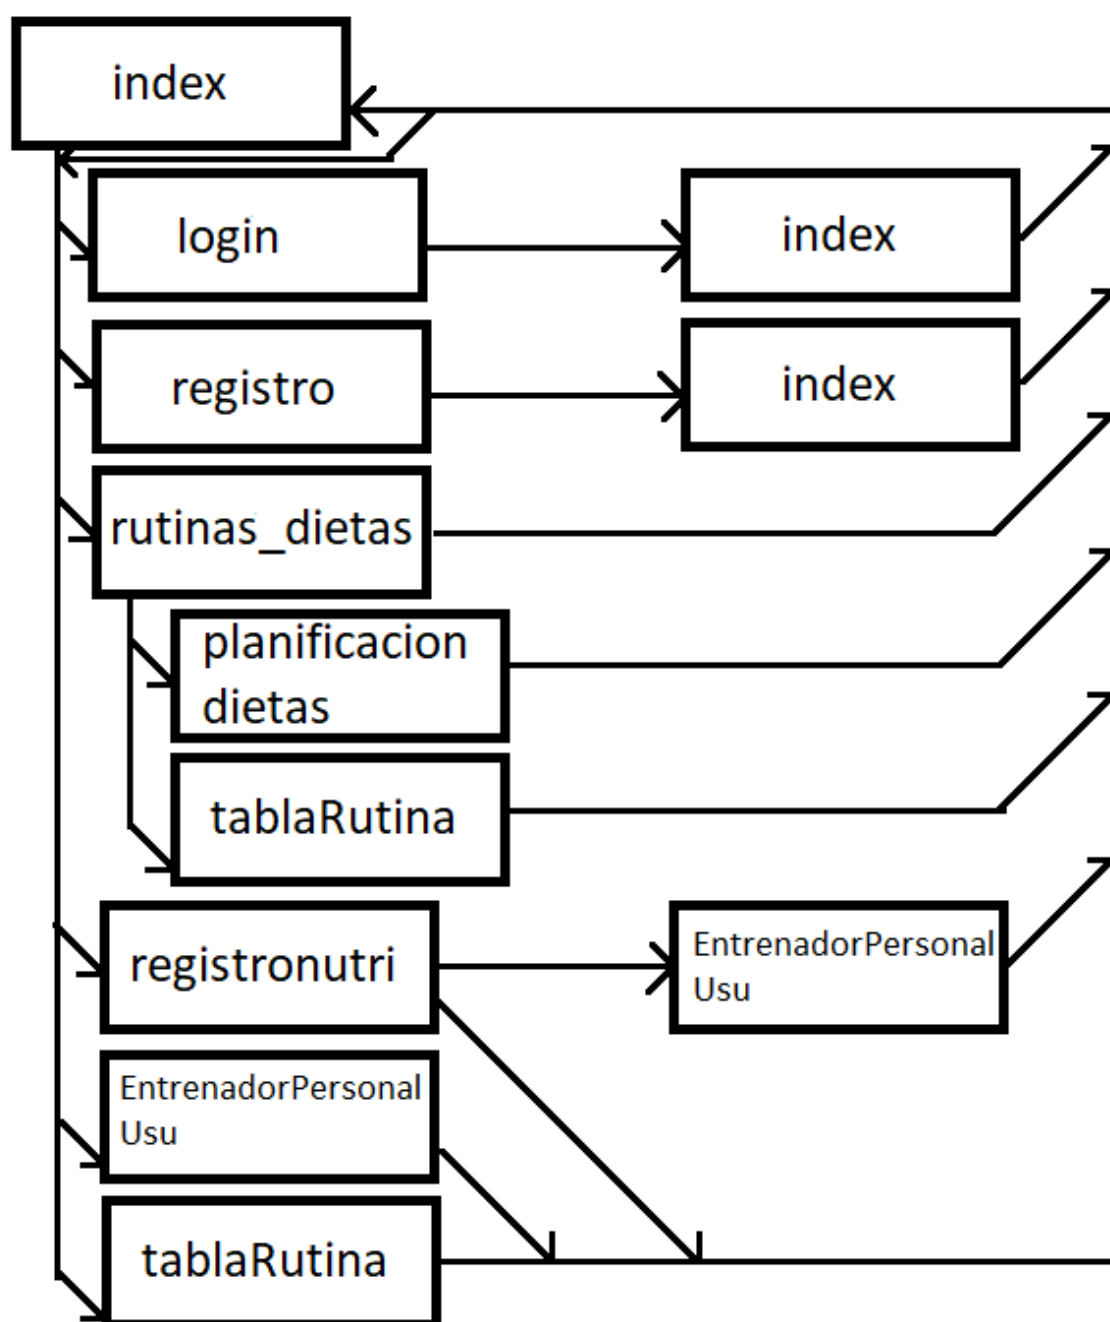 index
login
index
registro
index
rutinas_dietas
planificacion
dietas
tablaRutina
registronutri
EntrenadorPersonal
Usu
EntrenadorPersonal
Usu
tablaRutina